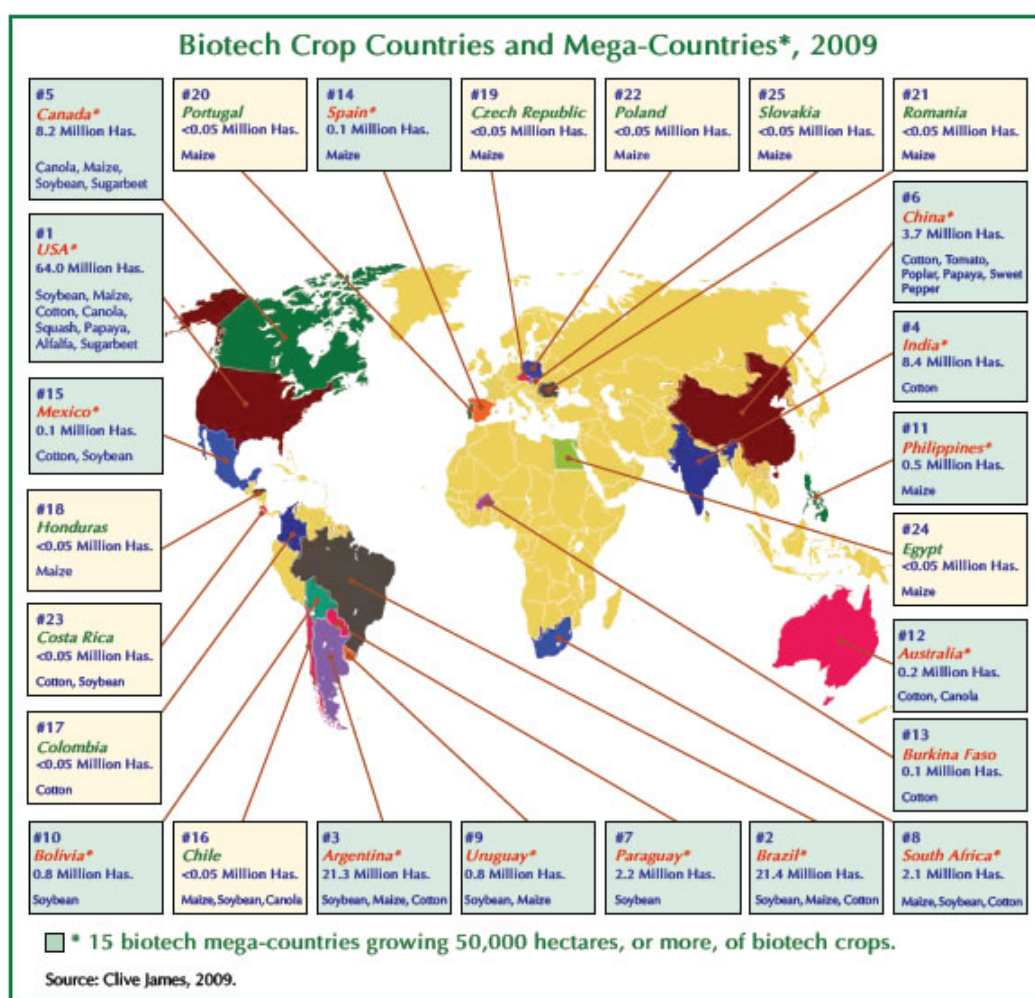 Biotech Crop Countries and Mega-Countries*, 2009
#5
Canada*
8.2 Million Has.
Canola, Maize,
Soybean, Sugarbeet
#20
Portugal
<0.05 Million Has.
Maize
#14
Spain*
0.1 Million Has.
Maize
#19
Czech Republic
<0.05 Million Has.
Maize
#22
Poland
<0.05 Million Has.
Maize
#25
Slovakia
<0.05 Million Has.
Maize
#21
Romania
<0.05 Million Has.
Maize
#1
USA*
64.0 Million Has.
Soybean, Maize,
Cotton, Canola,
Squash, Papaya,
Alfalfa, Sugarbeet
#6
China*
3.7 Million Has.
Cotton, Tomato,
Poplar, Papaya, Sweet
Pepper
#4
India*
8.4 Million Has.
Cotton
#15
Mexico*
0.1 Million Has.
Cotton, Soybean
#11
Philippines*
0.5 Million Has.
Maize
#18
Honduras
<0.05 Million Has.
Maize
#24
Egypt
<0.05 Million Has.
Maize
#23
Costa Rica
<0.05 Million Has.
Cotton, Soybean
#12
Australia*
0.2 Million Has.
Cotton, Canola
#17
Colombia
<0.05 Million Has.
Cotton
#13
Burkina Faso
0.1 Million Has.
Cotton
#10
Bolivia*
0.8 Million Has.
Soybean
#16
Chile
<0.05 Million Has.
Maize, Soybean, Canola
#3
Argentina*
21.3 Million Has.
Soybean, Maize, Cotton
#9
Uruguay*
0.8 Million Has.
Soybean, Maize
#7
Paraguay*
2.2 Million Has.
Soybean
#2
Brazil*
21.4 Million Has.
Soybean, Maize, Cotton
#8
South Africa*
2.1 Million Has.
Maize, Soybean, Cotton
* 15 biotech mega-countries growing 50,000 hectares, or more, of biotech crops.
Source: Clive James, 2009.